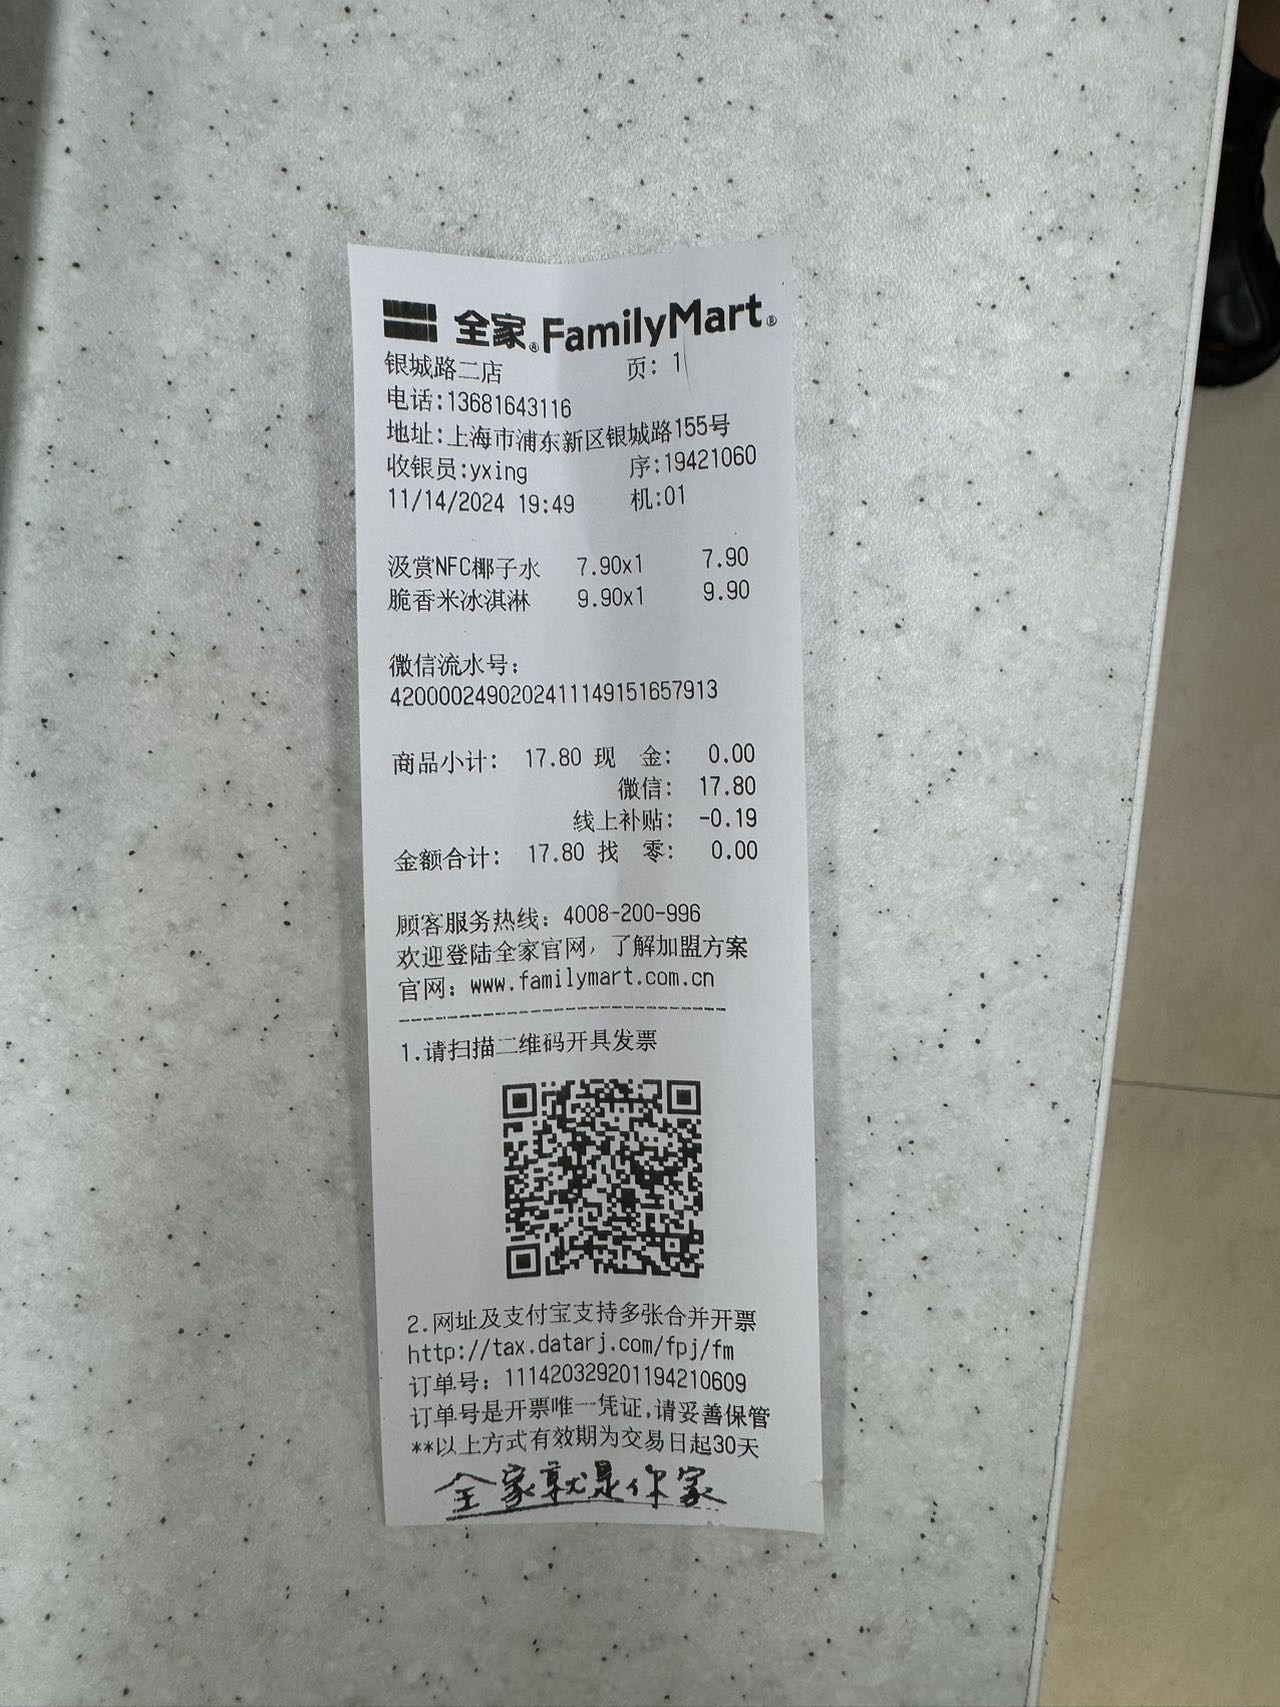 全家®FamilyMart®
银城路二店 页: 1
电话:13681643116
地址:上海市浦东新区银城路155号
收银员:yxing 序:19421060
11/14/2024 19:49 机:01
汲赏NFC椰子水 7.90x1 7.90
脆香米冰淇淋 9.90x1 9.90
微信流水号:
4200002490202411149151657913
商品小计: 17.80 现 金: 0.00
微信: 17.80
线上补贴: -0.19
金额合计: 17.80 找 零: 0.00
顾客服务热线: 4008-200-996
欢迎登陆全家官网, 了解加盟方案
官网: www.familymart.com.cn
1.请扫描二维码开具发票
2.网址及支付宝支持多张合并开票
http://tax.datarj.com/fpj/fm
订单号: 111420329201194210609
订单号是开票唯一凭证,请妥善保管
**以上方式有效期为交易日起30天
全家就是你家